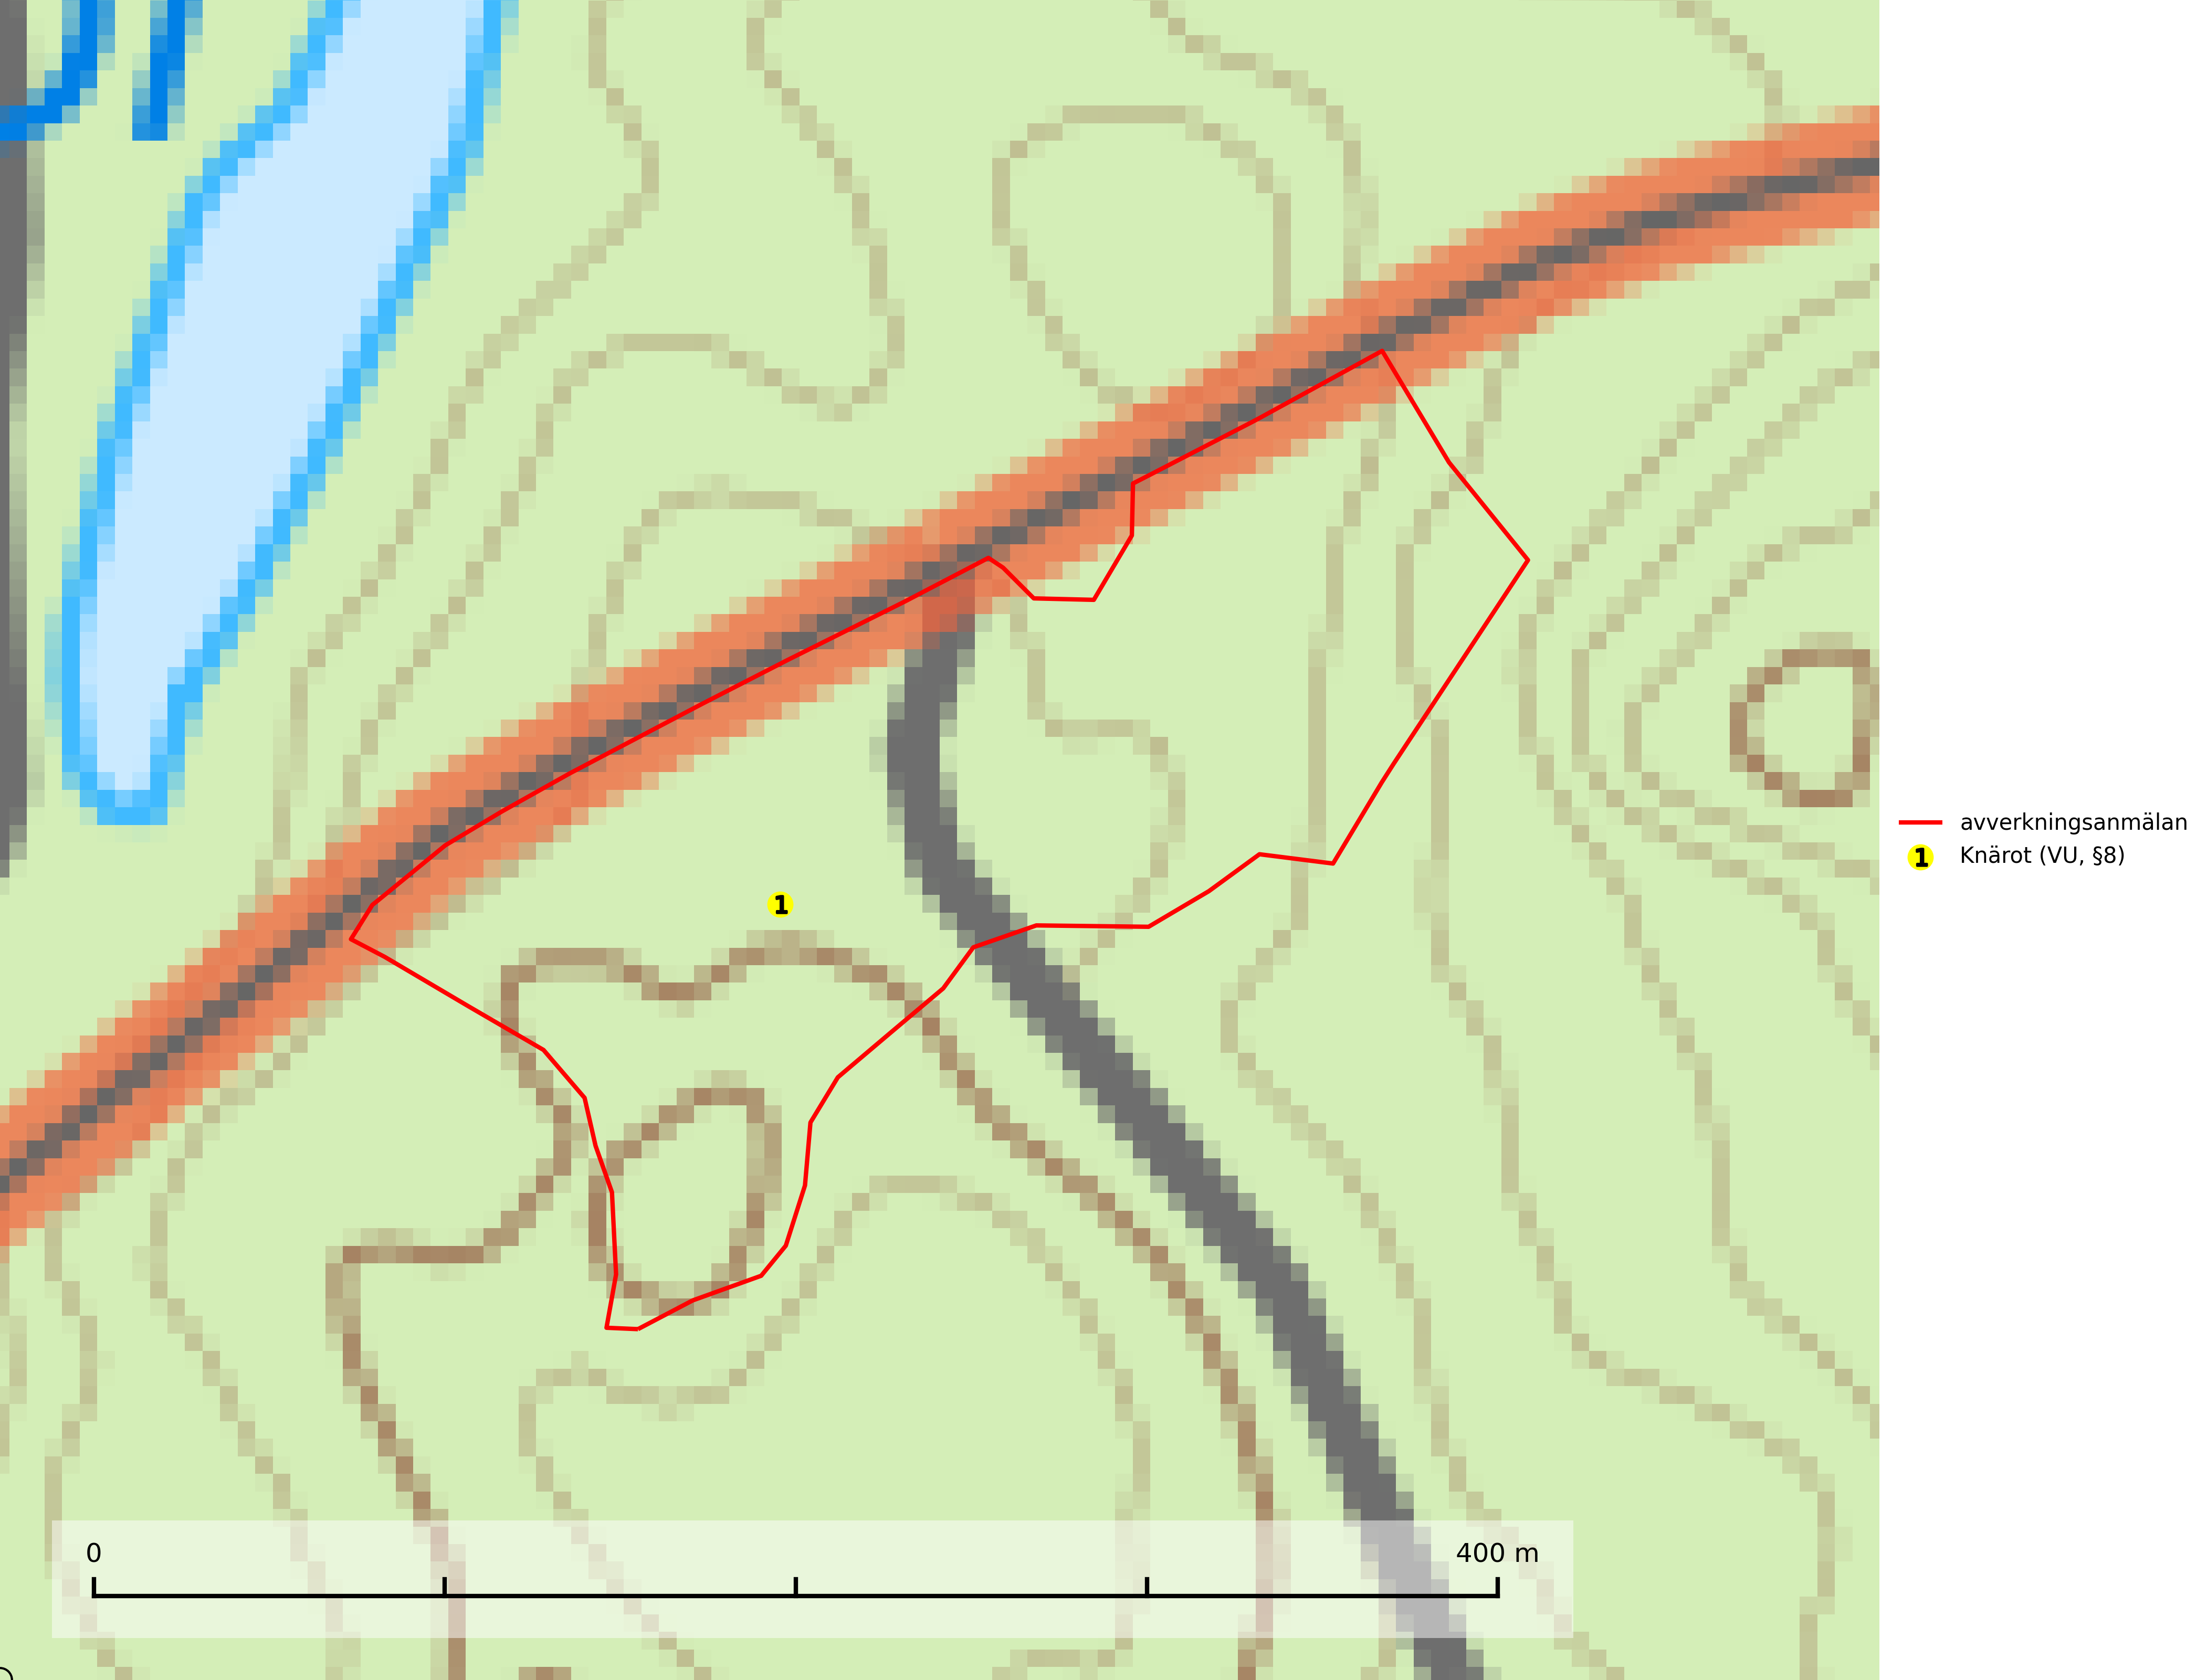 1
avverkningsanmälan
1 Knärot (VU, §8)
0 400 m